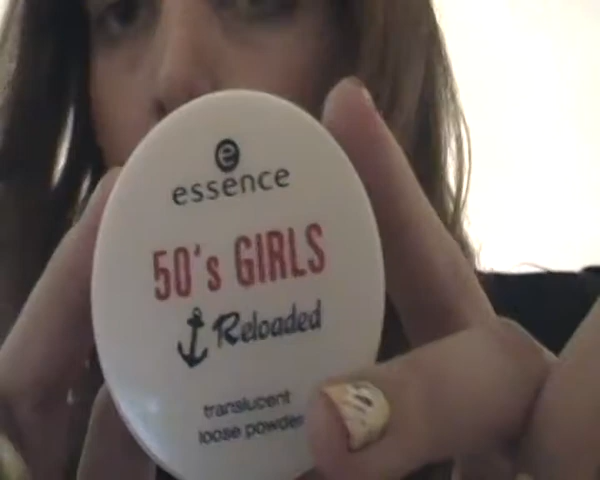 e
essence
50's GIRLS
Reloaded
translucent
loose powder